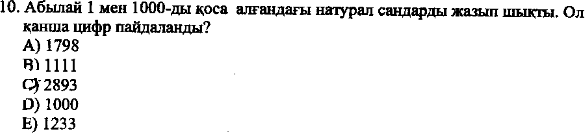 10. Абылай 1 мен 1000-ды қоса алғандағы натурал сандарды жазып шықты. Ол
қанша цифр пайдаланды?
A) 1798
B) 1111
C) 2893
D) 1000
E) 1233